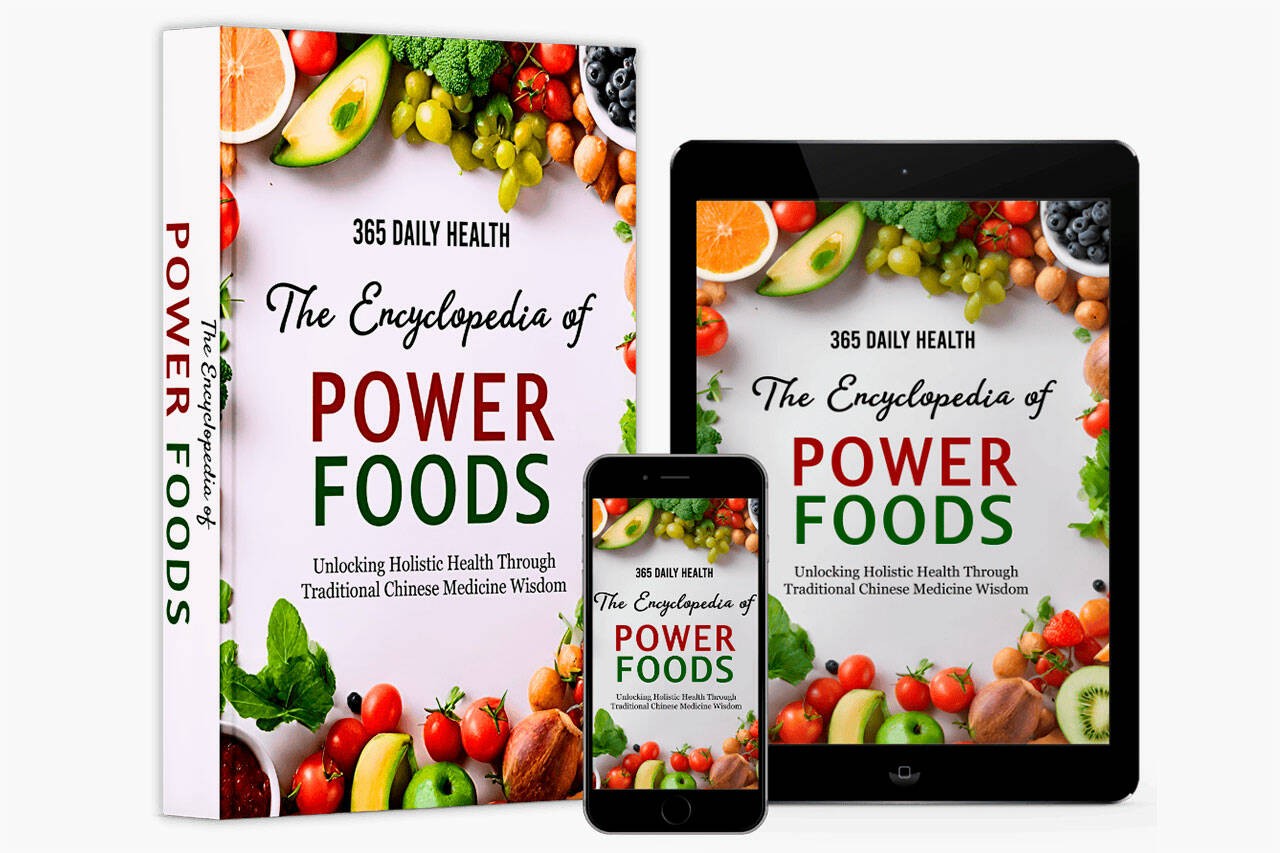 POWER FOODS
The Encyclopedia of
365 DAILY HEALTH
The Encyclopedia of
POWER
FOODS
Unlocking Holistic Health Through
Traditional Chinese Medicine Wisdom
365 DAILY HEALTH
The Encyclopedia of
POWER
FOODS
Unlocking Holistic Health Through
Traditional Chinese Medicine Wisdom
365 DAILY HEALTH
The Encyclopedia of
POWER
FOODS
Unlocking Holistic Health Through
Traditional Chinese Medicine Wisdom